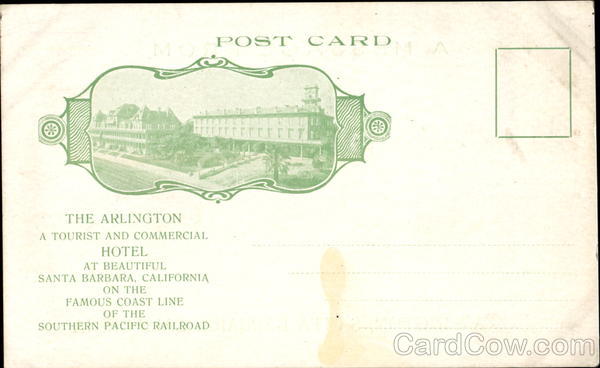 POST CARD
THE ARLINGTON
A TOURIST AND COMMERCIAL
HOTEL
AT BEAUTIFUL
SANTA BARBARA, CALIFORNIA
ON THE
FAMOUS COAST LINE
OF THE
SOUTHERN PACIFIC RAILROAD
CardCow.com